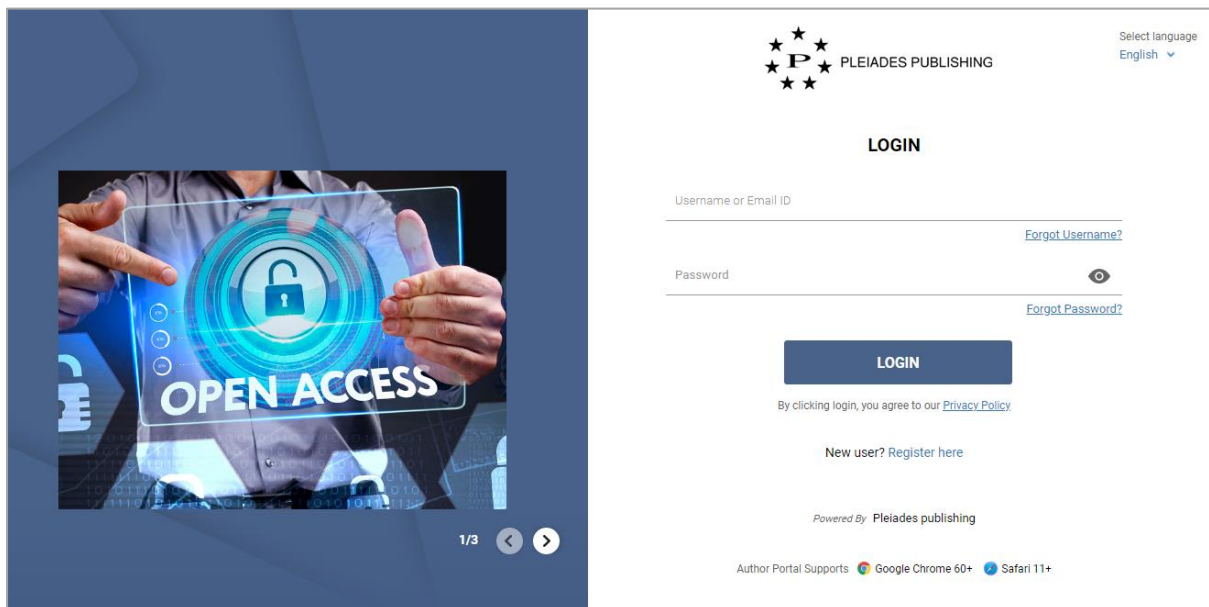 P
PLEIADES PUBLISHING
Select language
English
LOGIN
Username or Email ID
Forgot Username?
Password
Forgot Password?
LOGIN
By clicking login, you agree to our Privacy Policy
New user? Register here
Powered By Pleiades publishing
Author Portal Supports Google Chrome 60+ Safari 11+
OPEN ACCESS
1/3